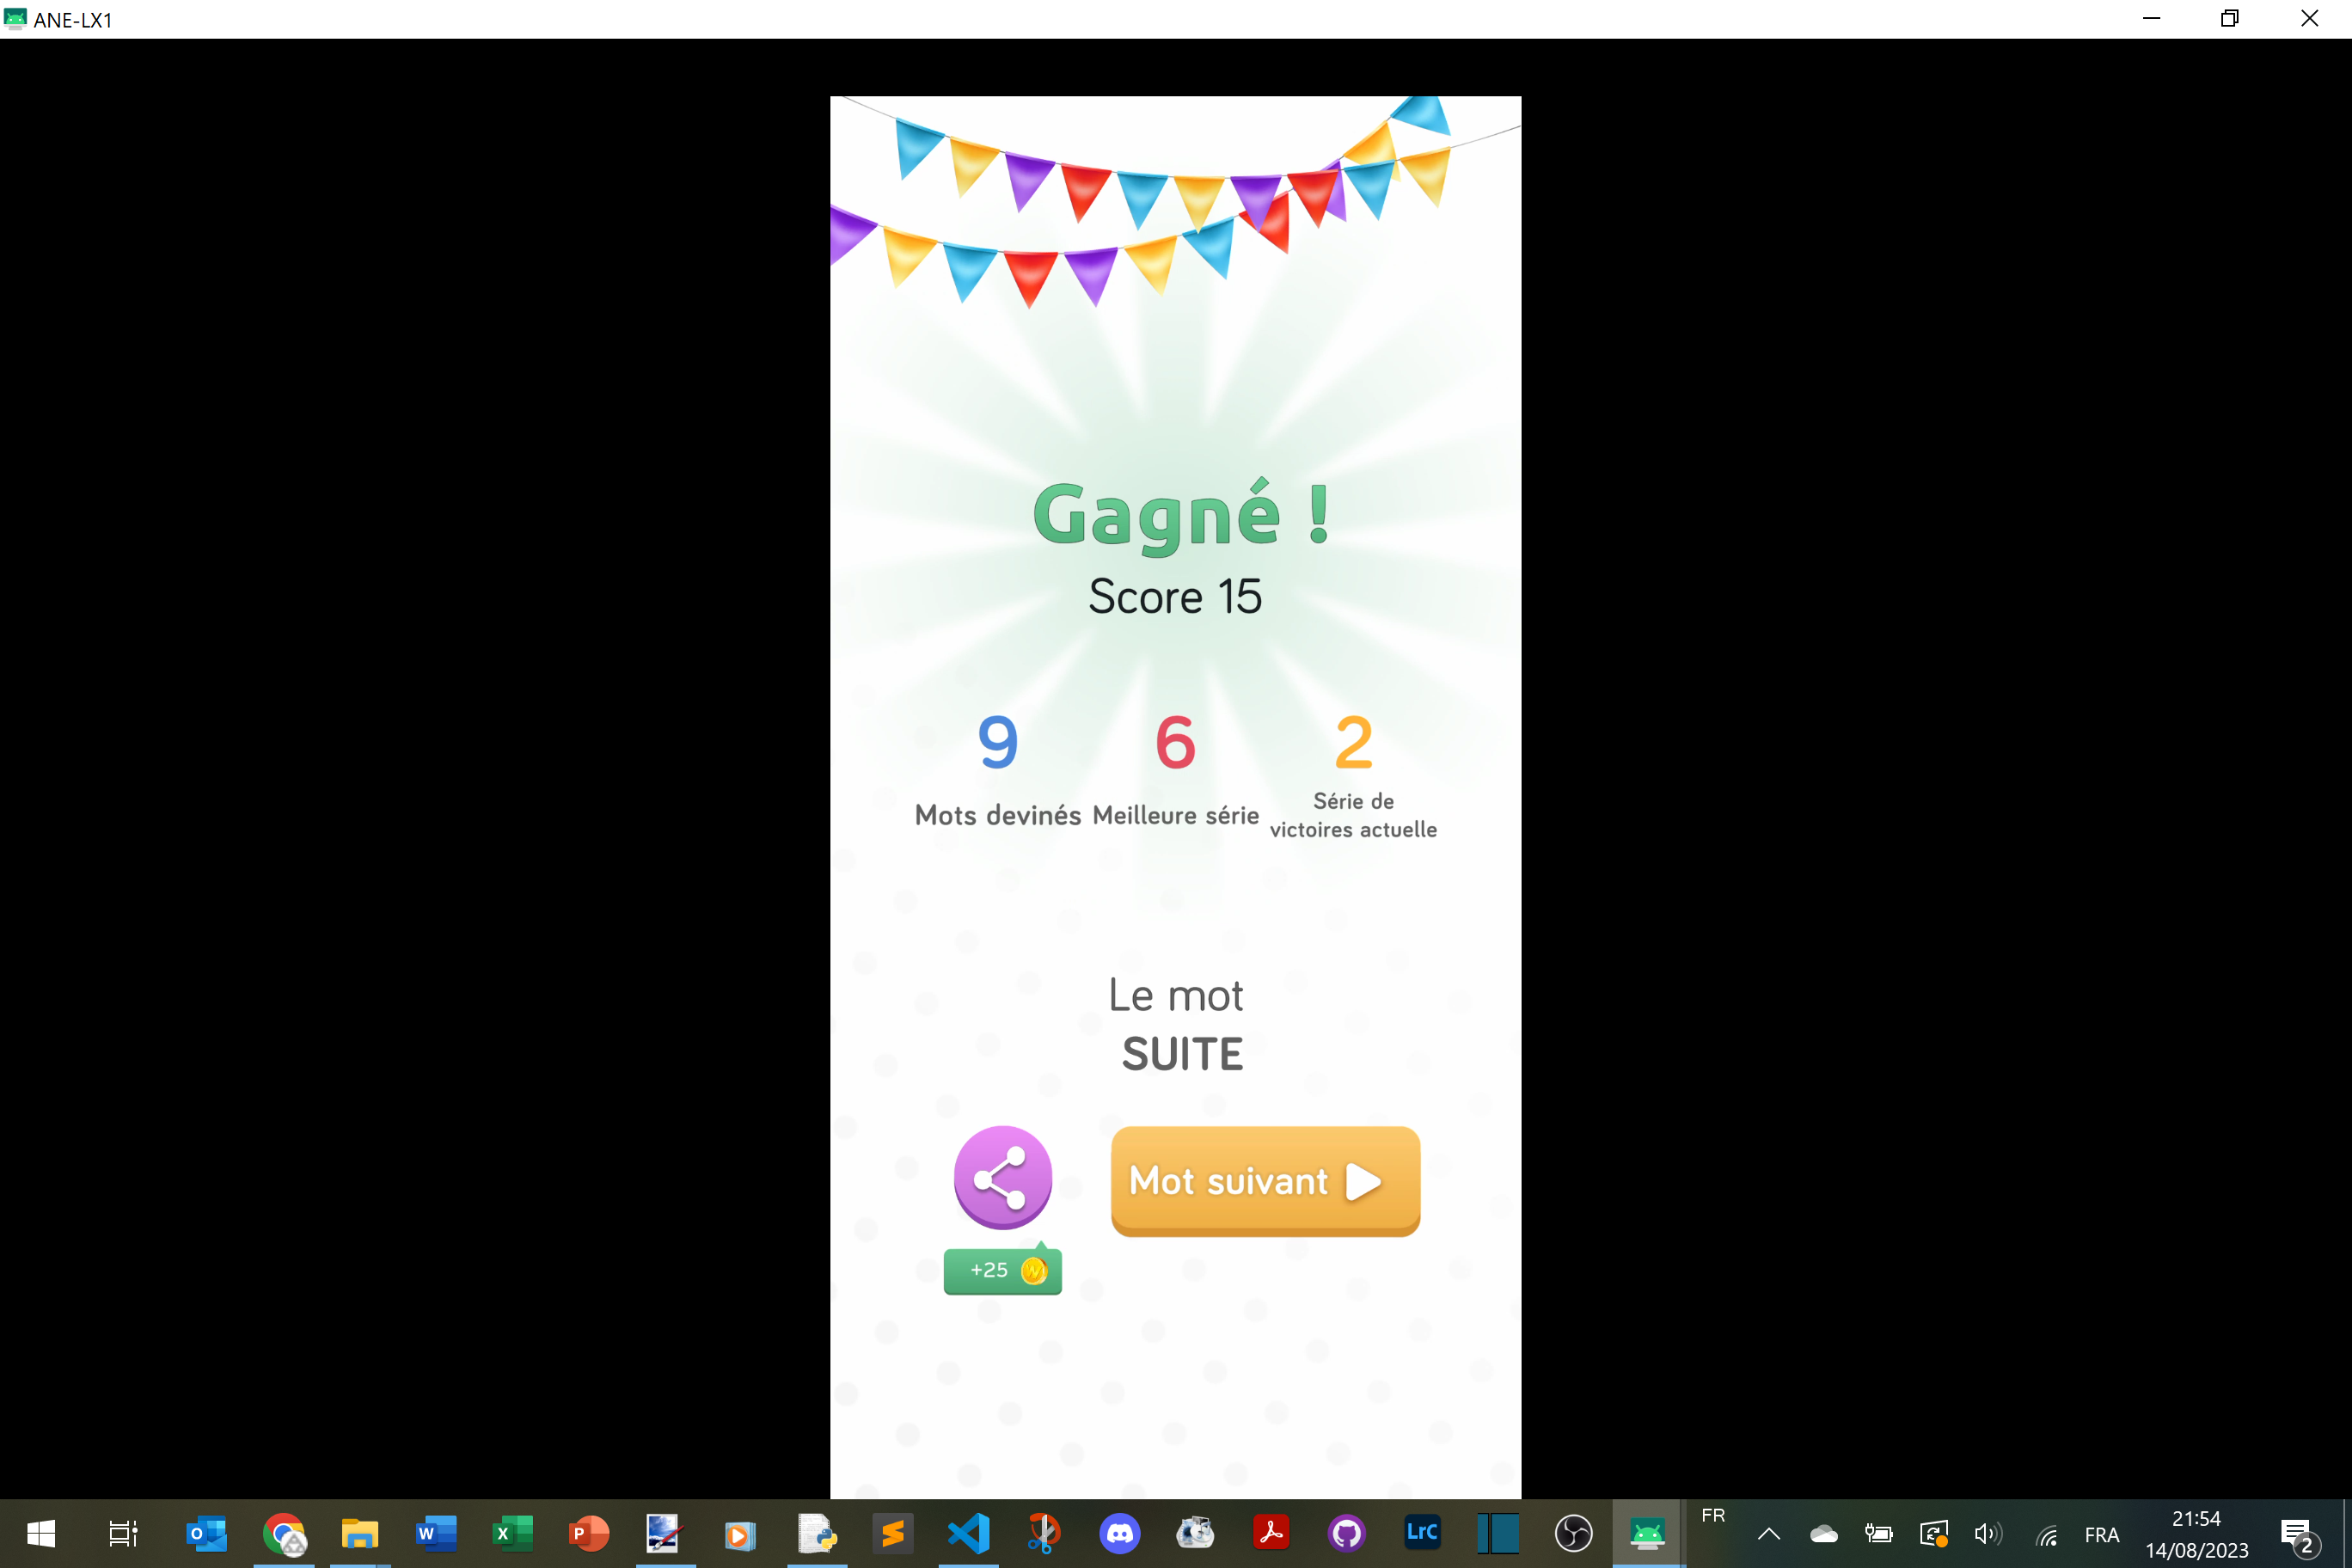 ANE-LX1
Gagné !
Score 15
9 6 2
Mots devinés Meilleure série Série de
victoires actuelle
Le mot
SUITE
Mot suivant
+25
FR
FRA
21:54
14/08/2023
2
LrC